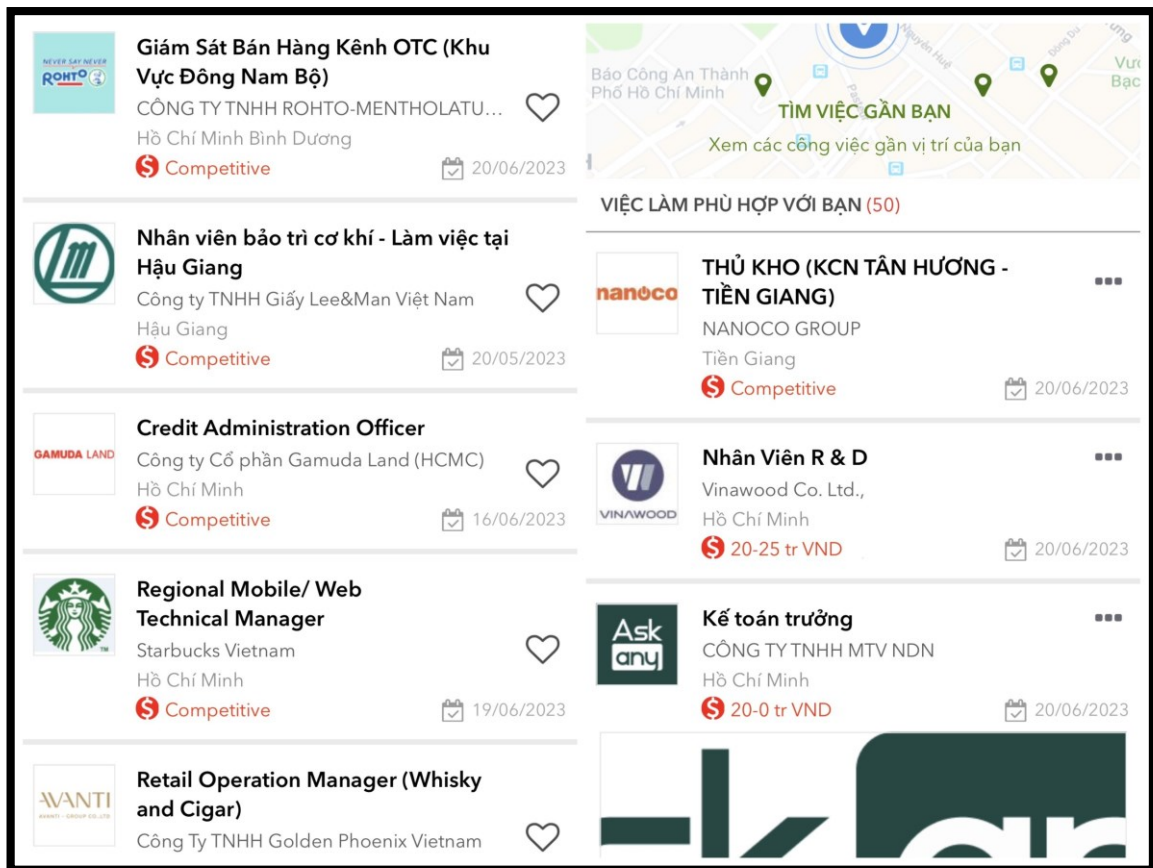 NEVER SAY NEVER
ROHTO
Giám Sát Bán Hàng Kênh OTC (Khu
Vực Đông Nam Bộ)
CÔNG TY TNHH ROHTO-MENTHOLATU...
Hồ Chí Minh Bình Dương
Competitive
20/06/2023
Lm
Nhân viên bảo trì cơ khí - Làm việc tại
Hậu Giang
Công ty TNHH Giấy Lee&Man Việt Nam
Hậu Giang
Competitive
20/05/2023
GAMUDA LAND
Credit Administration Officer
Công ty Cổ phần Gamuda Land (HCMC)
Hồ Chí Minh
Competitive
16/06/2023
Regional Mobile/ Web
Technical Manager
Starbucks Vietnam
Hồ Chí Minh
Competitive
19/06/2023
AVANTI
AVANTI - GROUP CO.,LTD
Retail Operation Manager (Whisky
and Cigar)
Công Ty TNHH Golden Phoenix Vietnam
Nguyễn Huệ
Đông Du
Báo Công An Thành
Phố Hồ Chí Minh
TÌM VIỆC GẦN BẠN
Xem các công việc gần vị trí của bạn
VIỆC LÀM PHÙ HỢP VỚI BẠN (50)
nanoco
THỦ KHO (KCN TÂN HƯƠNG -
TIỀN GIANG)
NANOCO GROUP
Tiền Giang
Competitive
20/06/2023
VINAWOOD
Nhân Viên R & D
Vinawood Co. Ltd.,
Hồ Chí Minh
20-25 tr VND
20/06/2023
Ask
any
Kế toán trưởng
CÔNG TY TNHH MTV NDN
Hồ Chí Minh
20-0 tr VND
20/06/2023